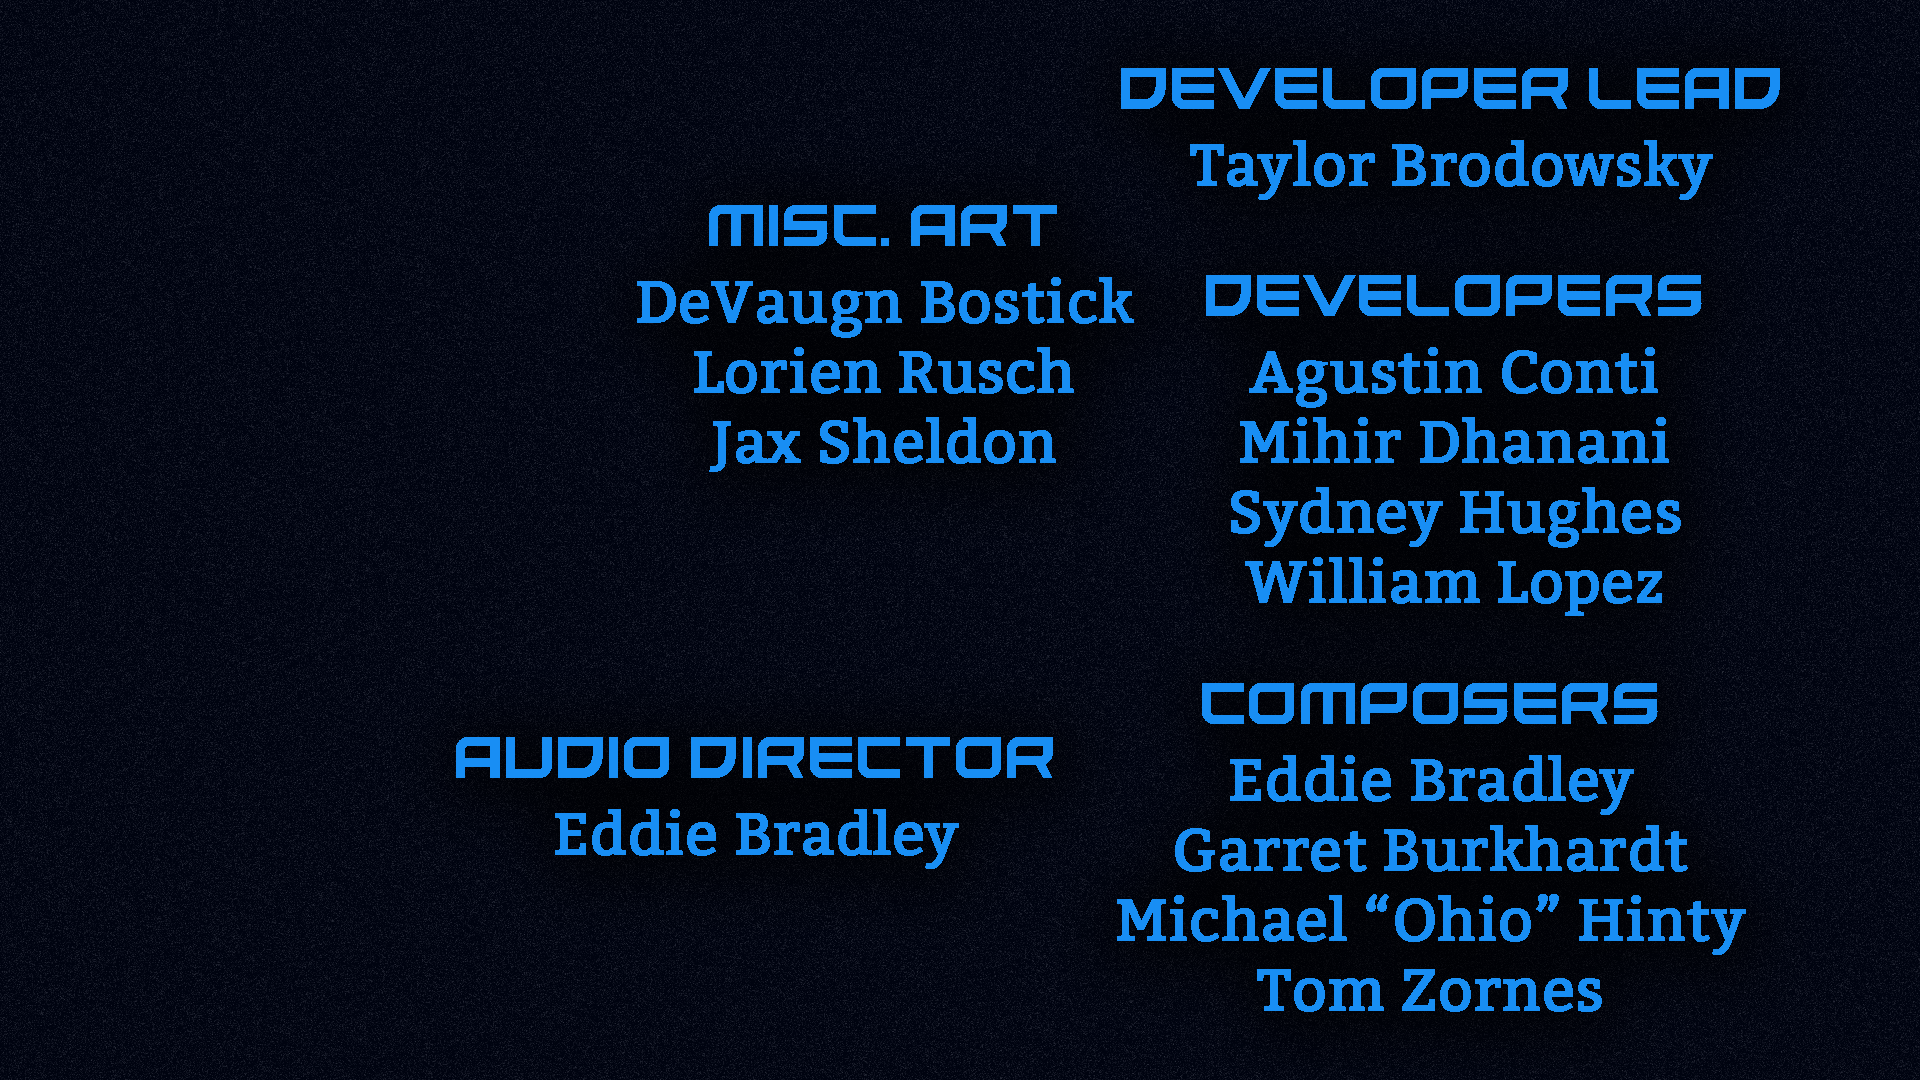 MISC. ART
DeVaugn Bostick
Lorien Rusch
Jax Sheldon
AUDIO DIRECTOR
Eddie Bradley
DEVELOPER LEAD
Taylor Brodowsky
DEVELOPERS
Agustin Conti
Mihir Dhanani
Sydney Hughes
William Lopez
COMPOSERS
Eddie Bradley
Garret Burkhardt
Michael “Ohio” Hinty
Tom Zornes